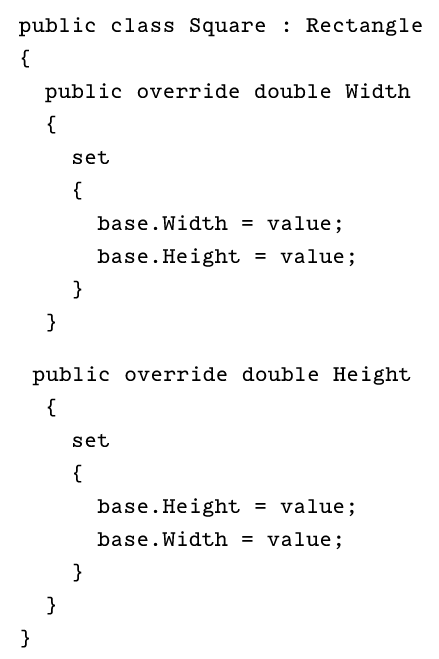 public class Square : Rectangle
{
  public override double Width
  {
    set
    {
      base.Width = value;
      base.Height = value;
    }
  }
 public override double Height
  {
    set
    {
      base.Height = value;
      base.Width = value;
    }
  }
}